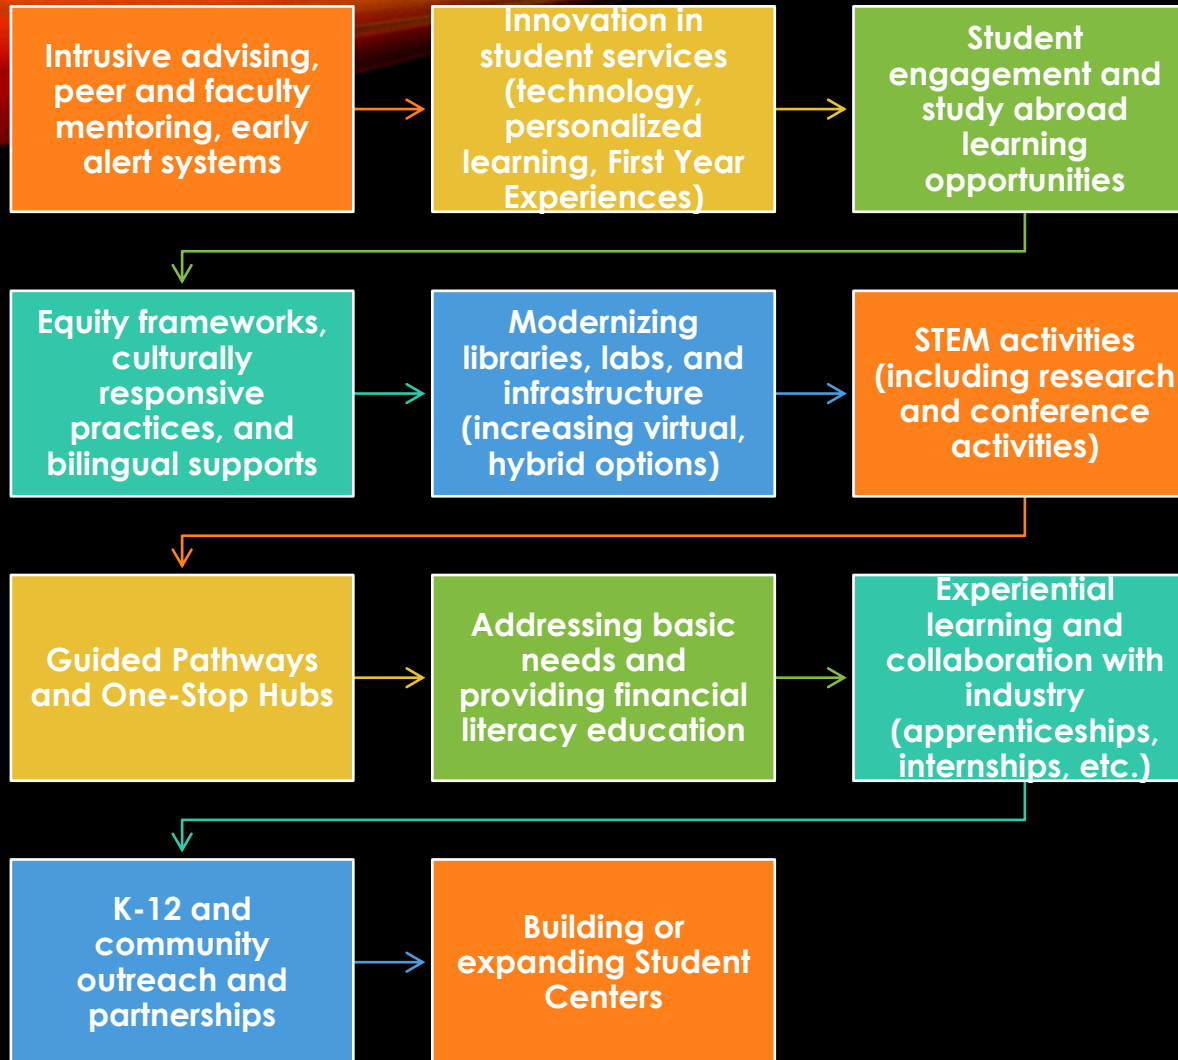 Intrusive advising,
peer and faculty
mentoring, early
alert systems
Innovation in
student services
(technology,
personalized
learning, First Year
Experiences)
Student
engagement and
study abroad
learning
opportunities
Equity frameworks,
culturally
responsive
practices, and
bilingual supports
Modernizing
libraries, labs, and
infrastructure
(increasing virtual,
hybrid options)
STEM activities
(including research
and conference
activities)
Guided Pathways
and One-Stop Hubs
Addressing basic
needs and
providing financial
literacy education
Experiential
learning and
collaboration with
industry
(apprenticeships,
internships, etc.)
K-12 and
community
outreach and
partnerships
Building or
expanding Student
Centers